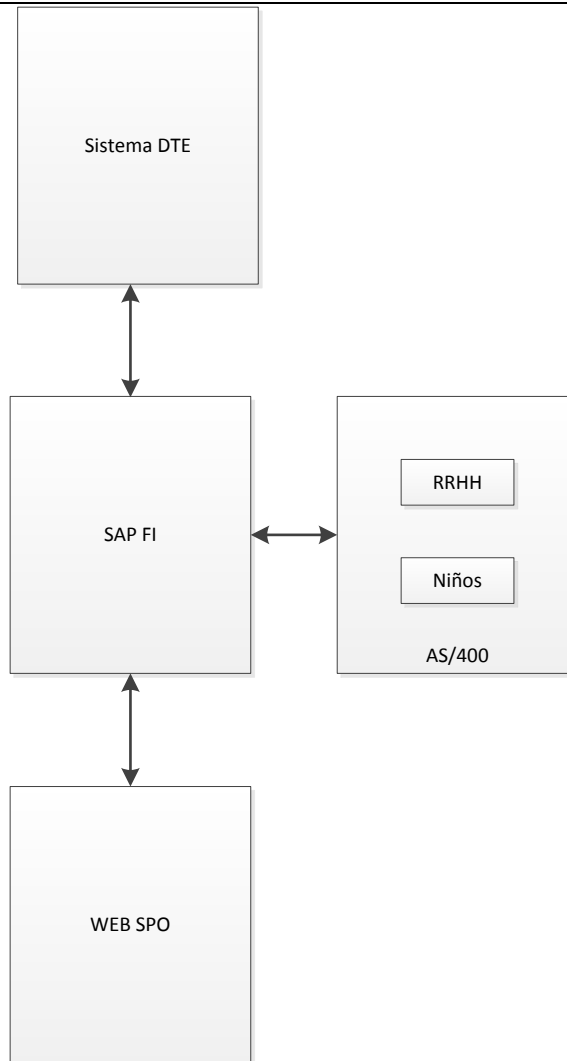 Sistema DTE
SAP FI
RRHH
Niños
AS/400
WEB SPO